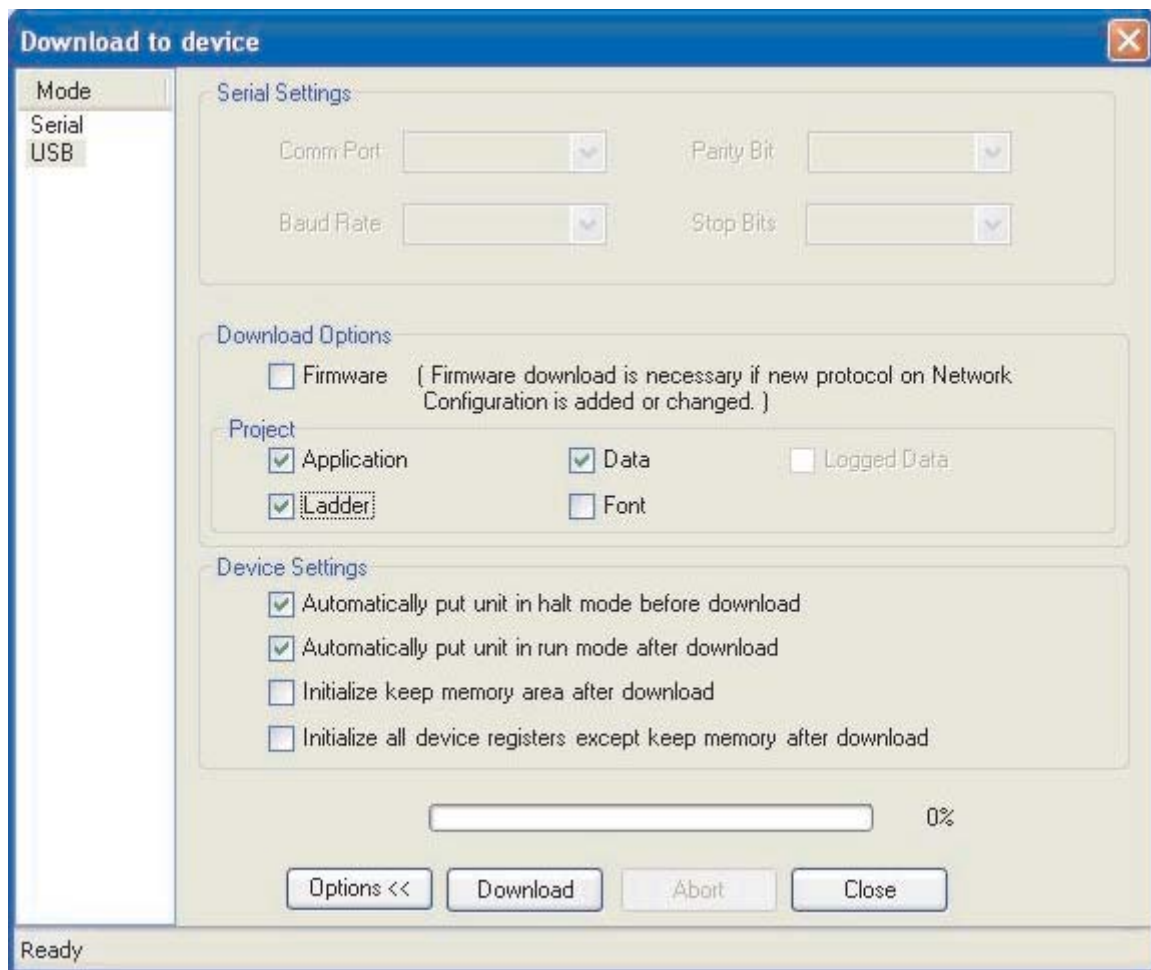 Download to device
Mode
Serial
USB
Serial Settings
Comm Port
Parity Bit
Baud Rate
Stop Bits
Download Options
Firmware ( Firmware download is necessary if new protocol on Network
Configuration is added or changed. )
Project
Application
Data
Logged Data
Ladder
Font
Device Settings
Automatically put unit in halt mode before download
Automatically put unit in run mode after download
Initialize keep memory area after download
Initialize all device registers except keep memory after download
0%
Options <<
Download
Abort
Close
Ready